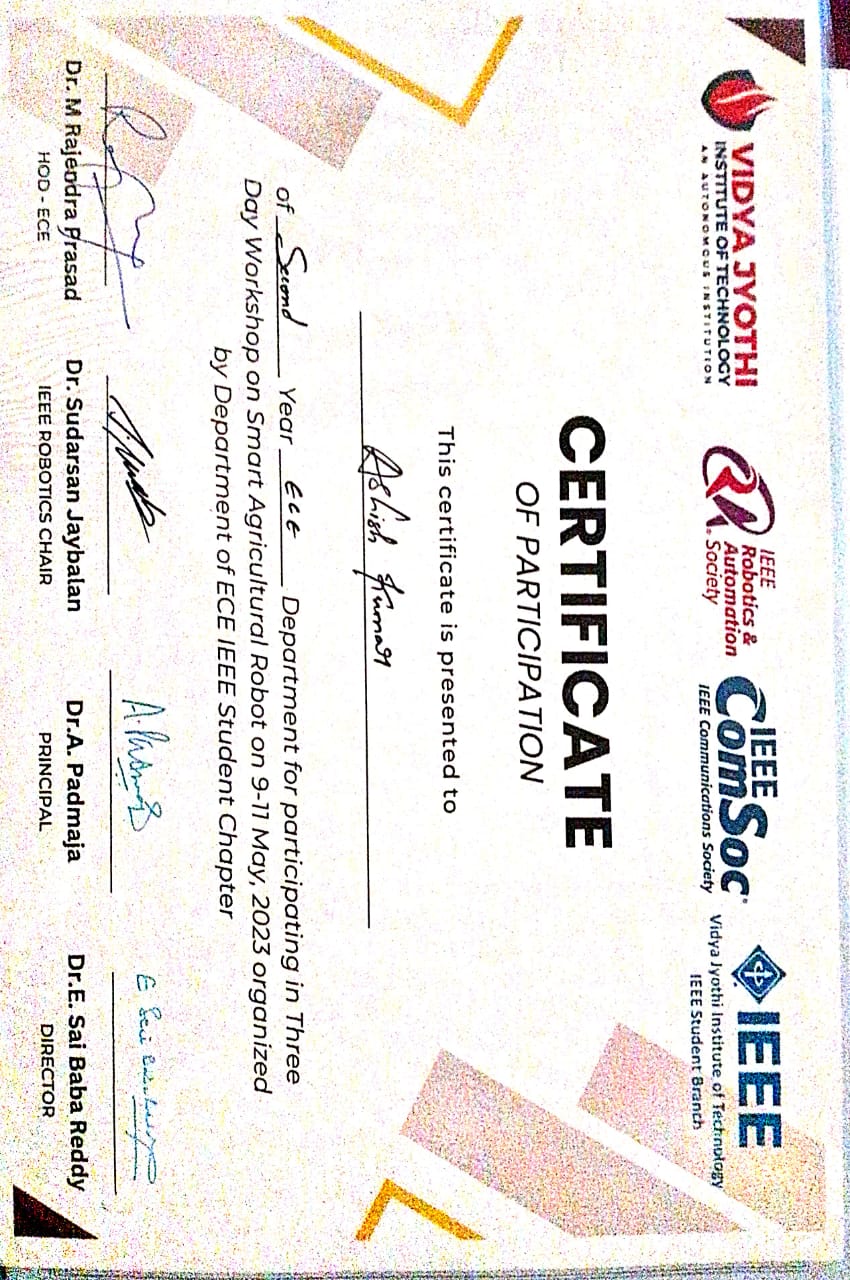 VIDYA JYOTHI
INSTITUTE OF TECHNOLOGY
AN AUTONOMOUS INSTITUTION
IEEE
Robotics &
Automation
Society
IEEE
ComSoc®
IEEE Communications Society
IEEE
Vidya Jyothi Institute of Technology
IEEE Student Branch
CERTIFICATE
OF PARTICIPATION
This certificate is presented to
Ashish Kumar
of Second Year Ece Department for participating in Three
Day Workshop on Smart Agricultural Robot on 9-11 May, 2023 organized
by Department of ECE IEEE Student Chapter
Dr. M Rajendra Prasad
HOD - ECE
Dr. Sudarsan Jaybalan
IEEE ROBOTICS CHAIR
A. Padmaja
Dr.A. Padmaja
PRINCIPAL
E Sai Baba Reddy
Dr.E. Sai Baba Reddy
DIRECTOR